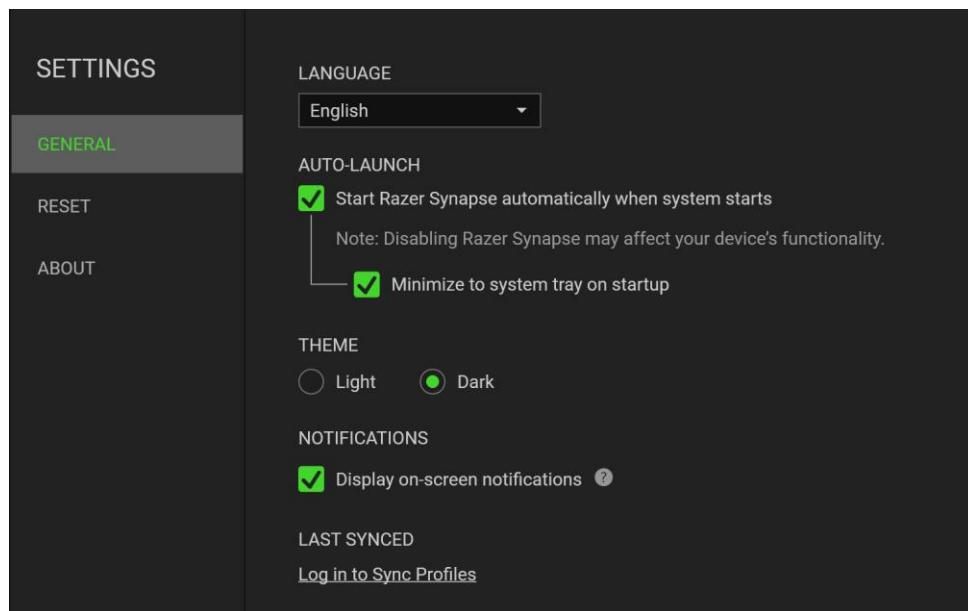 SETTINGS
GENERAL
RESET
ABOUT
LANGUAGE
English
AUTO-LAUNCH
Start Razer Synapse automatically when system starts
Note: Disabling Razer Synapse may affect your device’s functionality.
Minimize to system tray on startup
THEME
Light
Dark
NOTIFICATIONS
Display on-screen notifications ?
LAST SYNCED
Log in to Sync Profiles